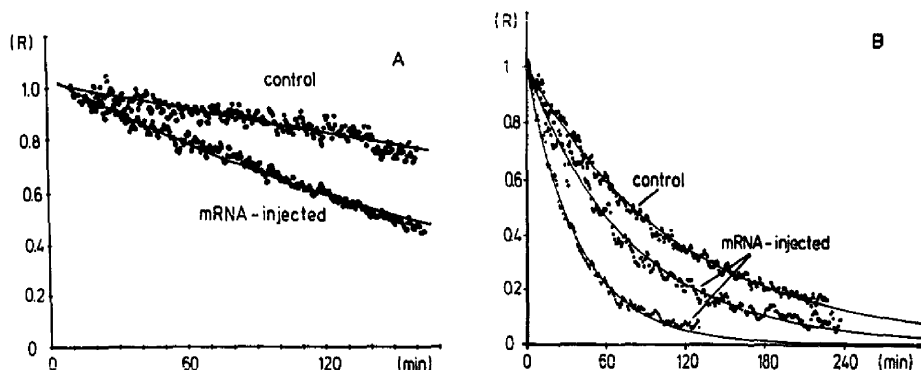 (R)
A
control
mRNA-injected
1.0
0.8
0.6
0.4
0.2
0
0
60
120
(min)
(R)
B
control
mRNA-injected
1
0.8
0.6
0.4
0.2
0
0
60
120
180
240
(min)